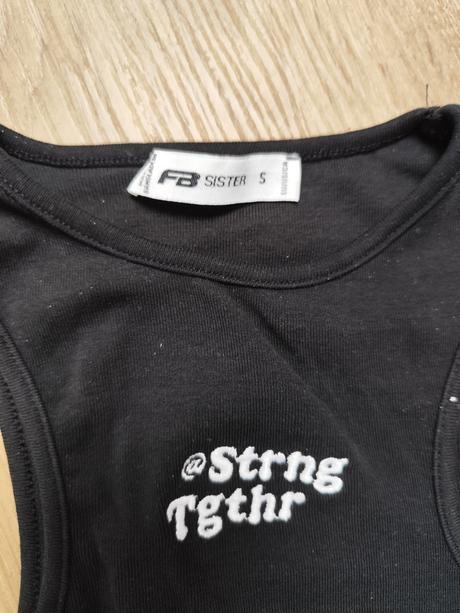 FB SISTER S
@Strng
Tgthr